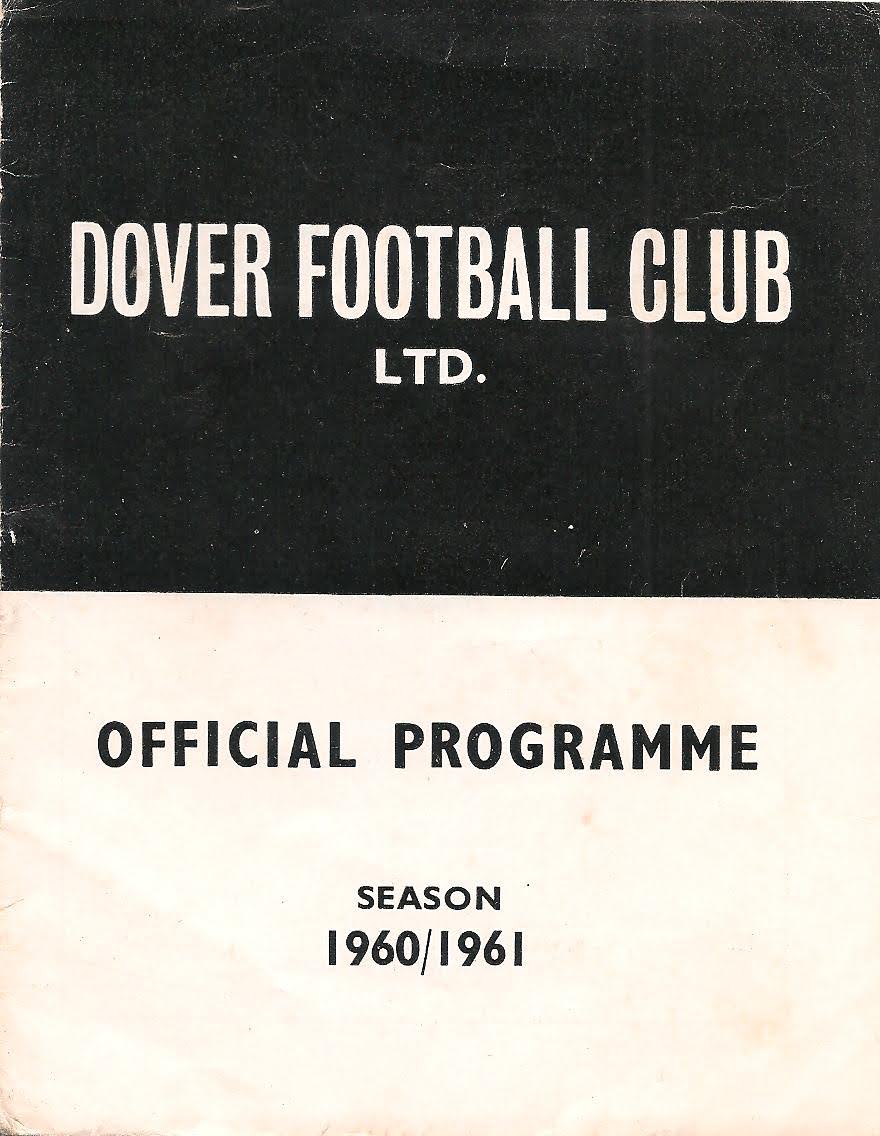 DOVER FOOTBALL CLUB
LTD.
OFFICIAL PROGRAMME
SEASON
1960/1961